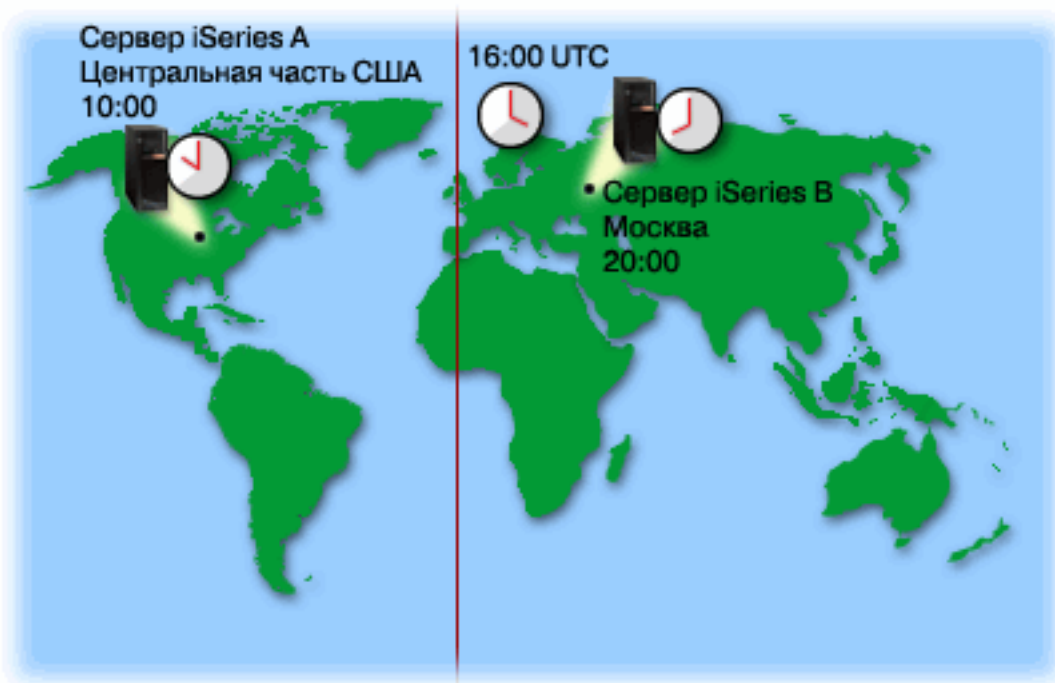 Сервер iSeries A
Центральная часть США
10:00
16:00 UTC
Сервер iSeries B
Москва
20:00